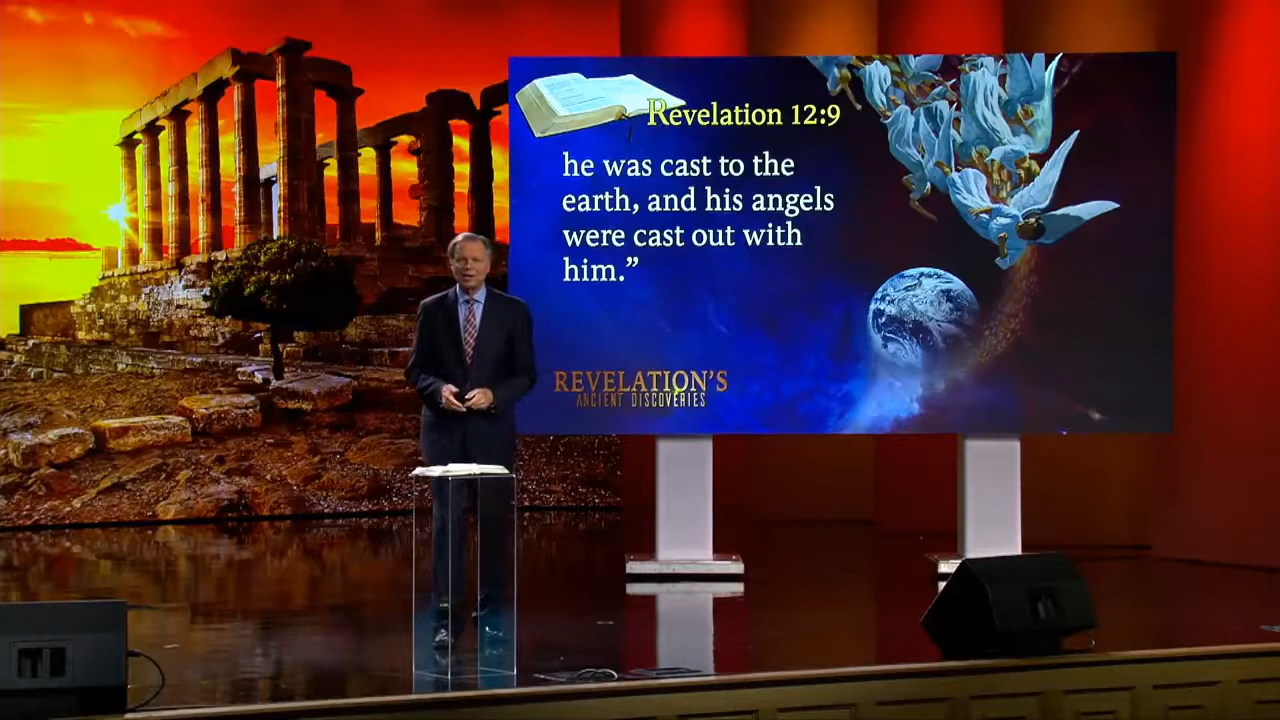 Revelation 12:9
he was cast to the
earth, and his angels
were cast out with
him.”
REVELATION'S
ANCIENT DISCOVERIES